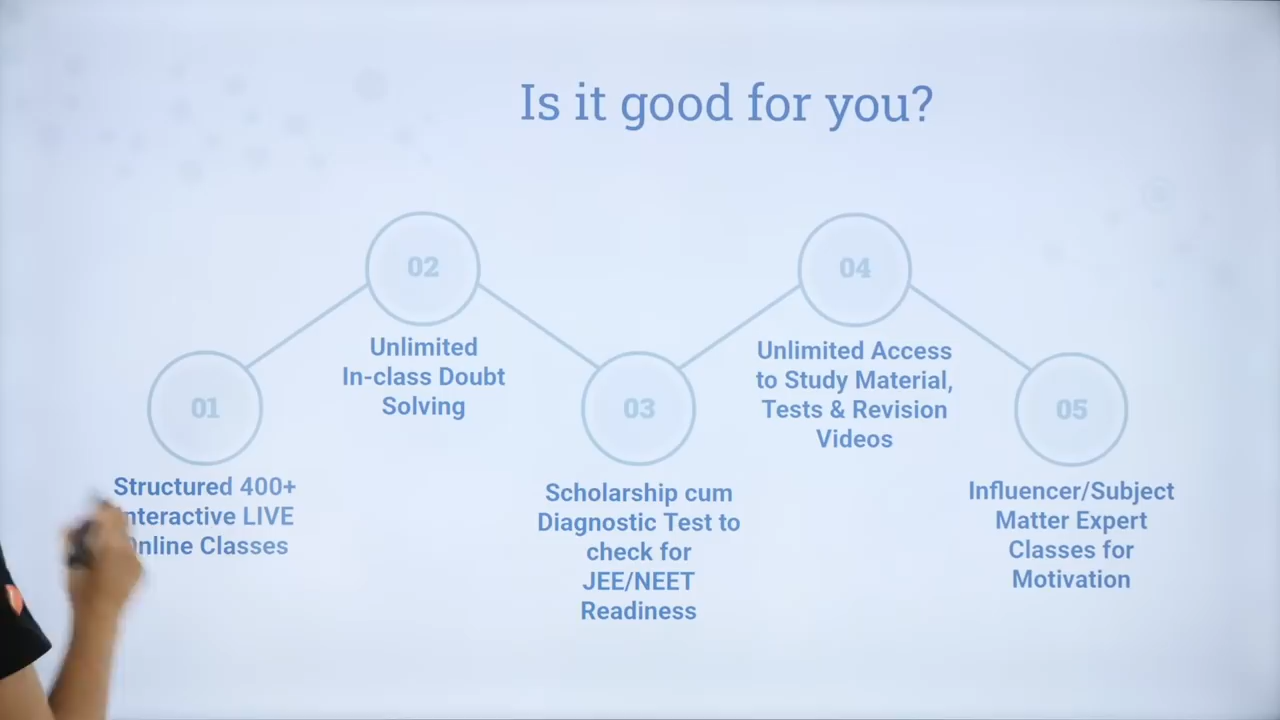 Is it good for you?
01
Structured 400+
Interactive LIVE
Online Classes
02
Unlimited
In-class Doubt
Solving
03
Scholarship cum
Diagnostic Test to
check for
JEE/NEET
Readiness
04
Unlimited Access
to Study Material,
Tests & Revision
Videos
05
Influencer/Subject
Matter Expert
Classes for
Motivation